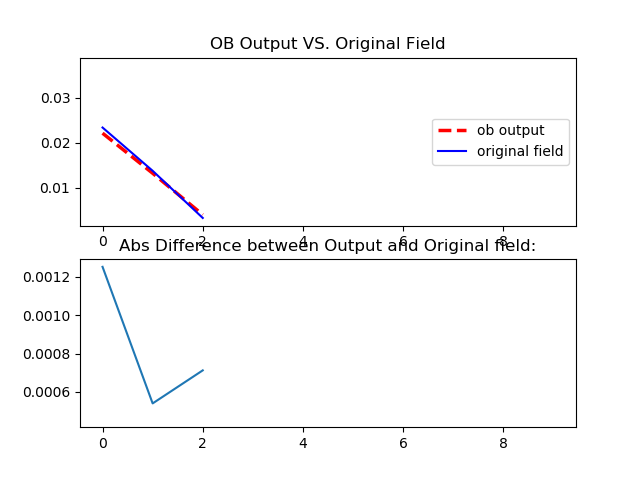 OB Output VS. Original Field
0.03
0.02
0.01
ob output
original field
0 2 4 6 8
Abs Difference between Output and Original field:
0.0012
0.0010
0.0008
0.0006
0 2 4 6 8